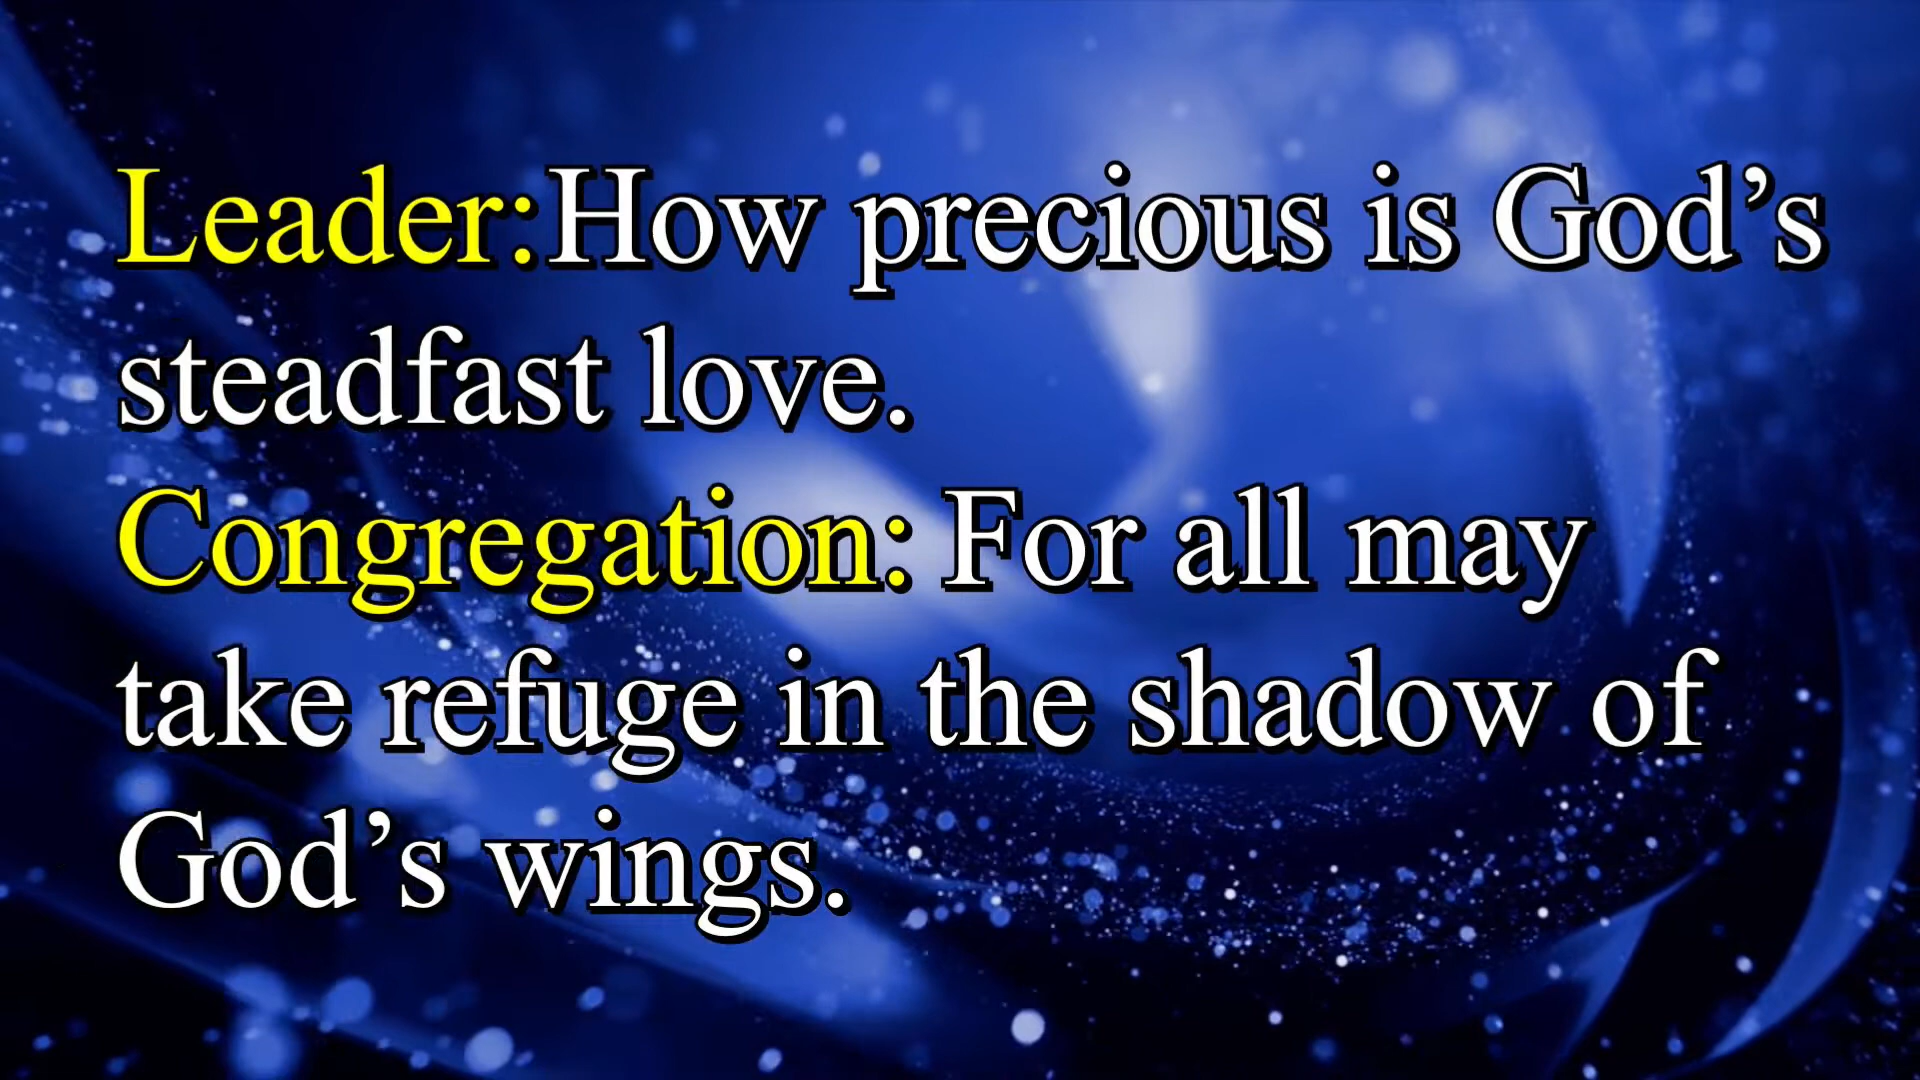 Leader:How precious is God’s
steadfast love.
Congregation: For all may
take refuge in the shadow of
God’s wings.